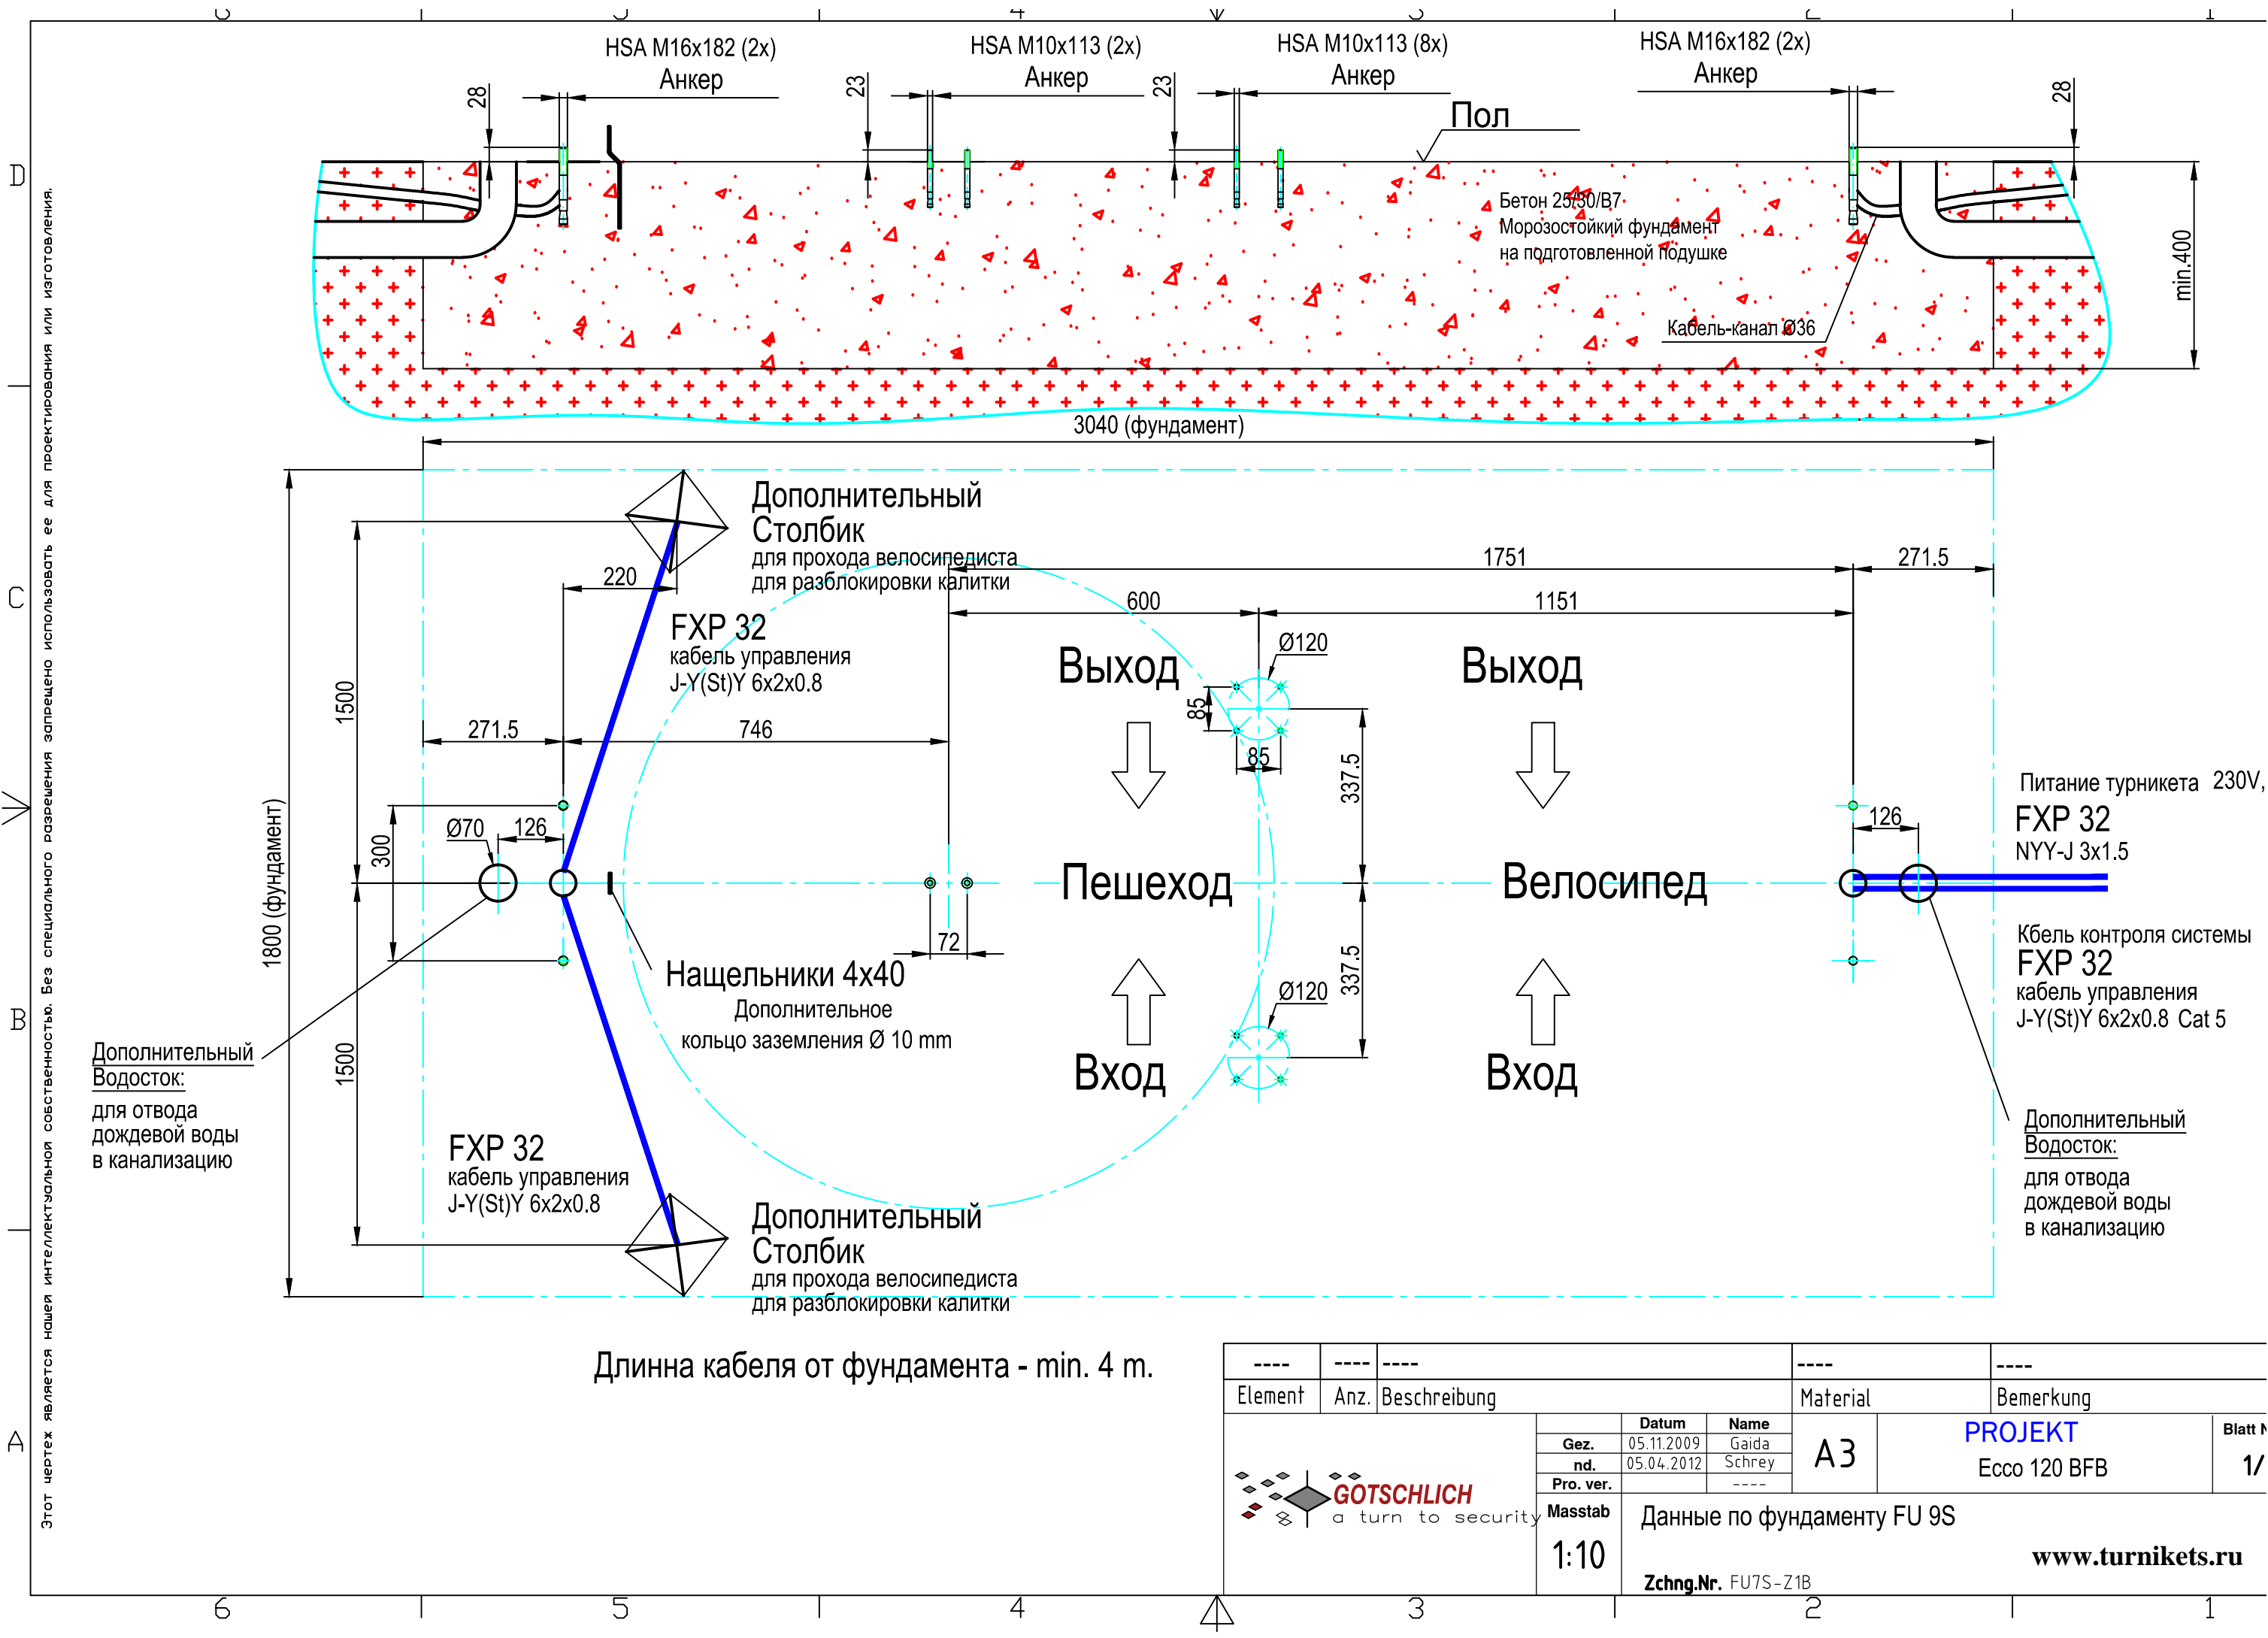 HSA M16x182 (2x)
Анкер
HSA M10x113 (2x)
Анкер
HSA M10x113 (8x)
Анкер
HSA M16x182 (2x)
Анкер
28
23
23
28
Пол
Бетон 25/30/В7
Морозостойкий фундамент
на подготовленной подушке
Кабель-канал Ø36
min.400
3040 (фундамент)
Дополнительный
Столбик
для прохода велосипедиста
для разблокировки калитки
220
1751
271.5
600
1151
FXP 32
кабель управления
J-Y(St)Y 6x2x0.8
Выход
Выход
Ø120
85
85
1500
271.5
746
337.5
1800 (фундамент)
300
Ø70
126
Пешеход
Велосипед
126
Питание турникета 230V,
FXP 32
NYY-J 3x1.5
72
Нащельники 4x40
Дополнительное
кольцо заземления Ø 10 mm
Кбель контроля системы
FXP 32
кабель управления
J-Y(St)Y 6x2x0.8 Cat 5
337.5
Ø120
Вход
Вход
1500
Дополнительный
Водосток:
для отвода
дождевой воды
в канализацию
FXP 32
кабель управления
J-Y(St)Y 6x2x0.8
Дополнительный
Столбик
для прохода велосипедиста
для разблокировки калитки
Дополнительный
Водосток:
для отвода
дождевой воды
в канализацию
Длинна кабеля от фундамента - min. 4 m.
Этот чертеж является нашей интеллектуальной собственностью. Без специального разрешения запрещено использовать ее для проектирования или изготовления.
D
C
B
A
---- ---- ---- ---- ----
Element Anz. Beschreibung Material Bemerkung
Datum Name
Gez. 05.11.2009 Gaida
nd. 05.04.2012 Schrey
Pro. ver. ----
A3
PROJEKT
Ecco 120 BFB
Blatt N
1/
GOTSCHLICH
a turn to security
Masstab
1:10
Данные по фундаменту FU 9S
www.turnikets.ru
Zchng.Nr. FU7S-Z1B
6 5 4 3 2 1